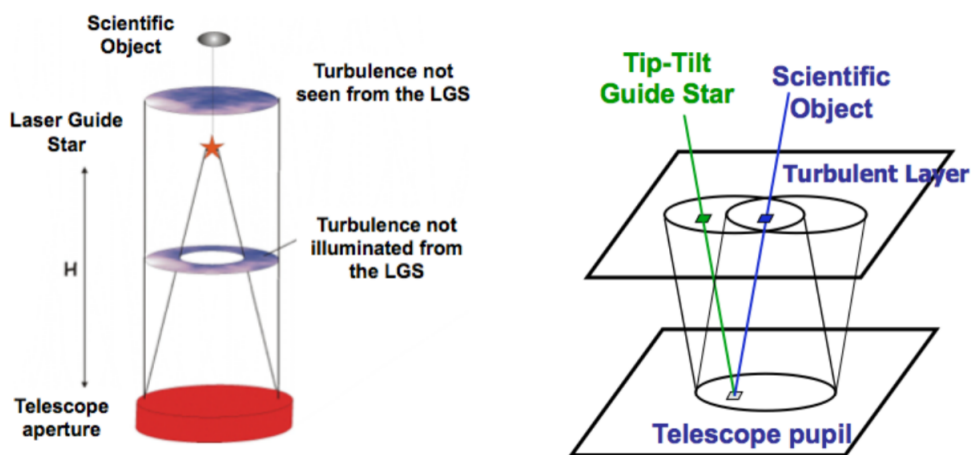 Scientific
Object
Turbulence not
seen from the LGS
Laser Guide
Star
Turbulence not
illuminated from
the LGS
H
Telescope
aperture
Tip-Tilt
Guide Star
Scientific
Object
Turbulent Layer
Telescope pupil